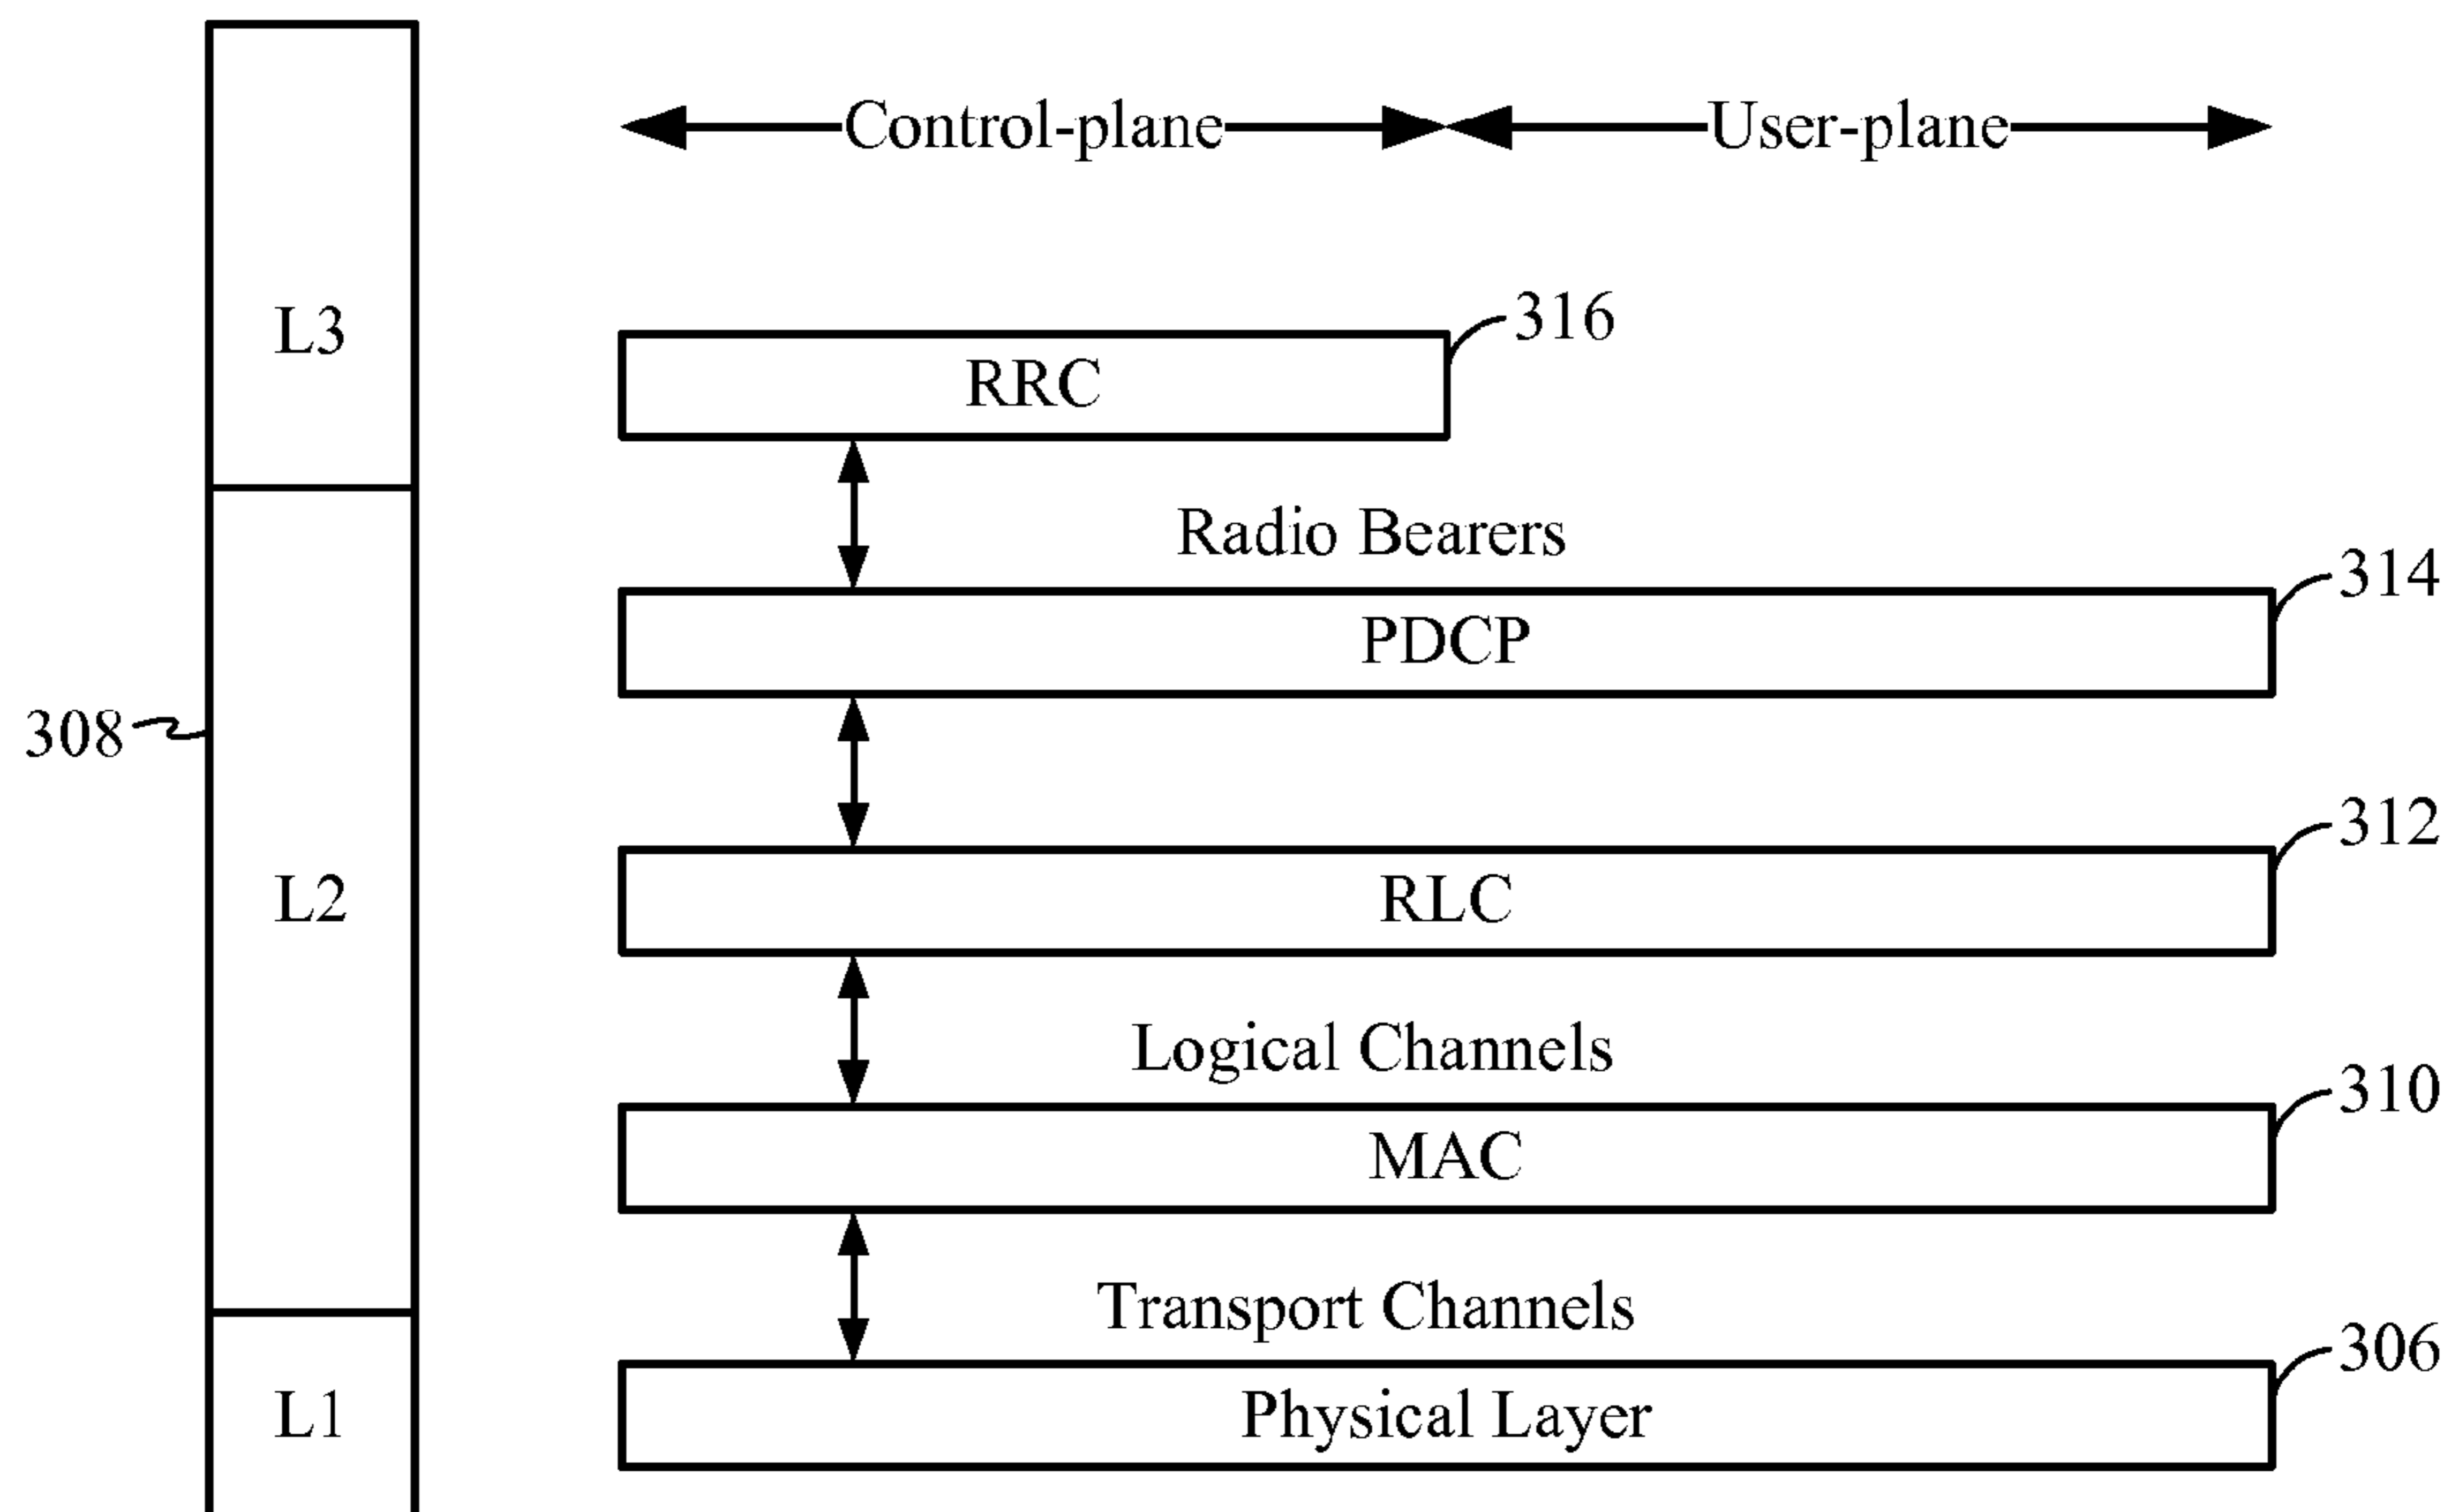 Control-plane User-plane
L3
316
RRC
Radio Bearers
314
PDCP
308
312
L2
RLC
Logical Channels
310
MAC
Transport Channels
306
L1
Physical Layer